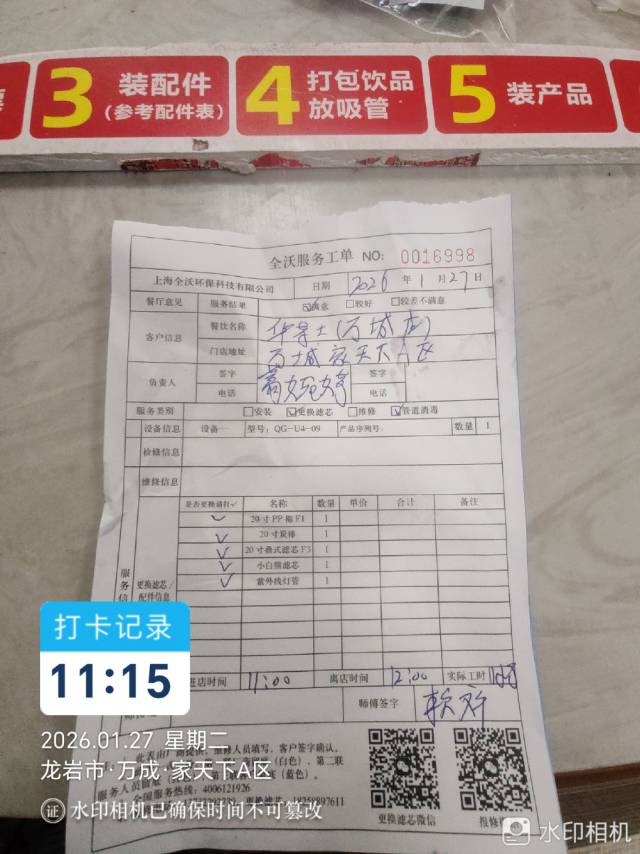 3 装配件
(参考配件表)
4 打包饮品
放吸管
5 装产品
全沃服务工单 NO: 0016998
上海全沃环保科技有限公司 日期 2026 年 1 月 27 日
餐厅意见 服务结果 ☑满意 □较好 □较差不满意
客户信息 餐饮名称 华莱士(万城店)
门店地址 万城家天下A区
负责人 签字 签字
电话 电话
服务类别 □安装 ☑更换滤芯 □维修 ☑管道消毒
设备信息 设备一 型号: QG-U4-09 产品序列号: 数量 1
检修信息
维修信息
是否更换请打✓ 名称 数量 单价 合计 备注
✓ 20寸PP棉F1 1
✓ 20寸炭棒 1
✓ 20寸叠式滤芯F3 1
✓ 小白熊滤芯 1
✓ 紫外线灯管 1
服务信
更换滤芯/
配件信息
进店时间 11:00 离店时间 12:00 实际工时
师傅签字
维修人员填写,客户签字确认。
(白色),第二联
(蓝色)。
全国服务热线: 4006121926
更换滤芯微信
报修
打卡记录
11:15
2026.01.27 星期二
龙岩市·万成·家天下A区
证 水印相机已确保时间不可篡改
水印相机